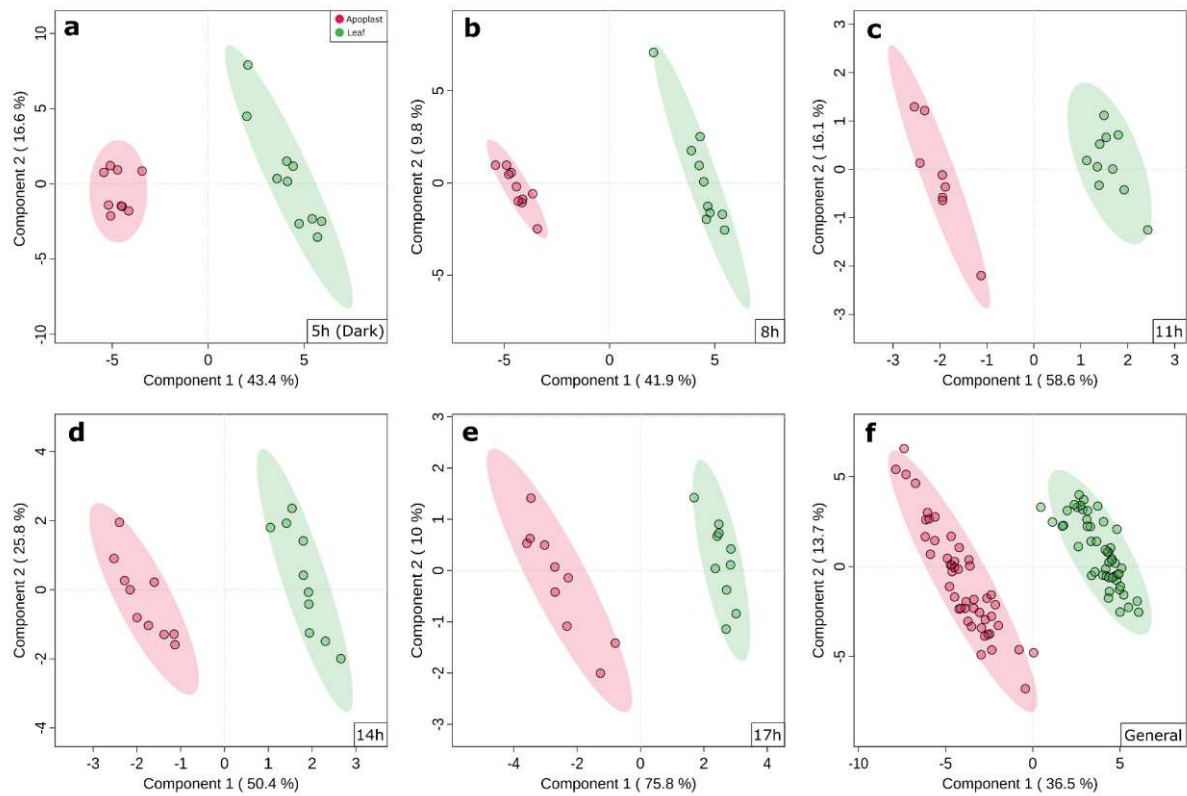 a
Apoplast
Leaf
10
5
0
-5
-10
Component 2 ( 16.6 %)
-5
0
5
Component 1 ( 43.4 %)
5h (Dark)
b
5
0
-5
Component 2 ( 9.8 %)
-5
0
5
Component 1 ( 41.9 %)
8h
c
3
2
1
0
-1
-2
-3
Component 2 ( 16.1 %)
-3
-2
-1
0
1
2
3
Component 1 ( 58.6 %)
11h
d
4
2
0
-2
-4
Component 2 ( 25.8 %)
-3
-2
-1
0
1
2
3
Component 1 ( 50.4 %)
14h
e
3
2
1
0
-1
-2
-3
Component 2 ( 10 %)
-4
-2
0
2
4
Component 1 ( 75.8 %)
17h
f
5
0
-5
Component 2 ( 13.7 %)
-10
-5
0
5
Component 1 ( 36.5 %)
General